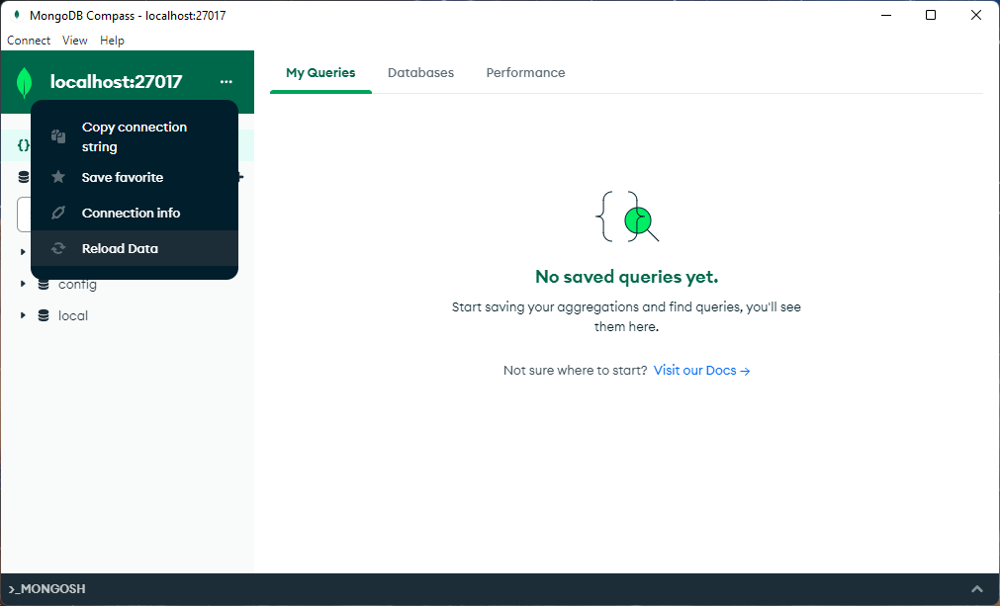 MongoDB Compass - localhost:27017
Connect View Help
localhost:27017 ...
My Queries Databases Performance
Copy connection
string
Save favorite
Connection info
Reload Data
{}
+
config
local
No saved queries yet.
Start saving your aggregations and find queries, you'll see
them here.
Not sure where to start? Visit our Docs →
>_MONGOSH